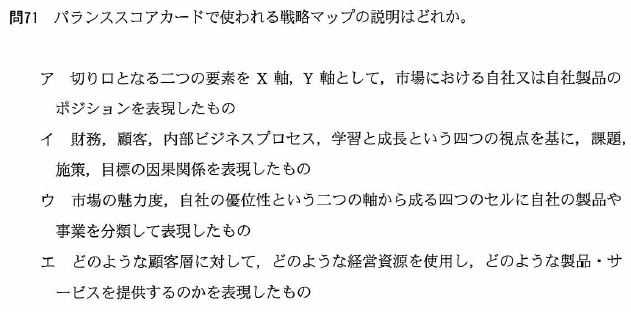 問71 バランススコアカードで使われる戦略マップの説明はどれか。
ア 切り口となる二つの要素を X 軸，Y 軸として，市場における自社又は自社製品の
ポジションを表現したもの
イ 財務，顧客，内部ビジネスプロセス，学習と成長という四つの視点を基に，課題，
施策，目標の因果関係を表現したもの
ウ 市場の魅力度，自社の優位性という二つの軸から成る四つのセルに自社の製品や
事業を分類して表現したもの
エ どのような顧客層に対して，どのような経営資源を使用し，どのような製品・サ
ービスを提供するのかを表現したもの